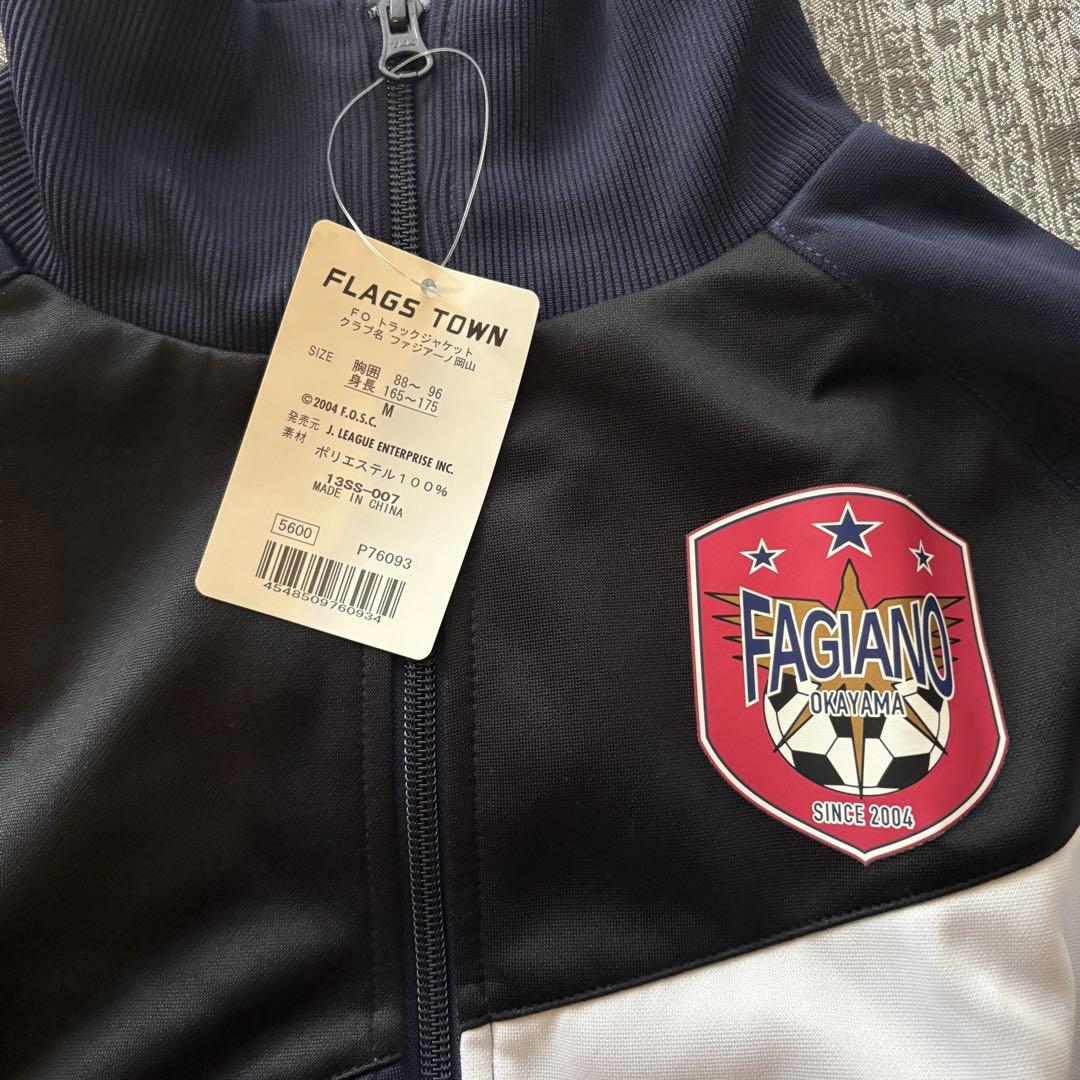 YKK
FLAGS TOWN
FO トラックジャケット
クラブ名 ファジアーノ岡山
SIZE 胸囲 88～ 96
身長 165～175
M
©2004 F.O.S.C.
発売元 J. LEAGUE ENTERPRISE INC.
素材 ポリエステル100%
13SS-007
MADE IN CHINA
5600 P76093
4548509760934
FAGIANO
OKAYAMA
SINCE 2004